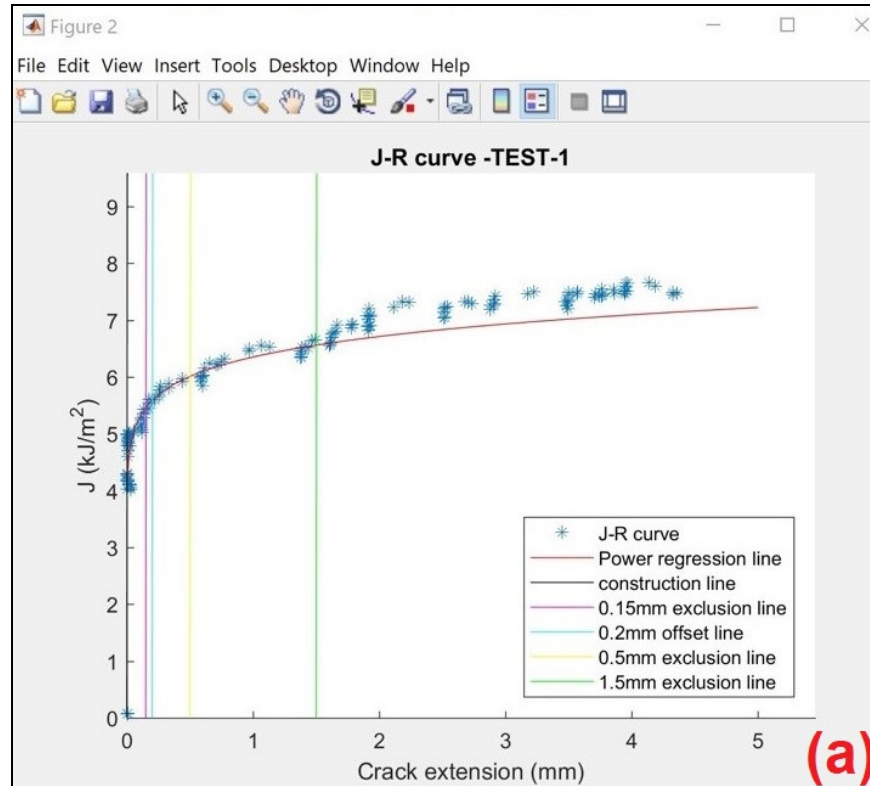 Figure 2
File Edit View Insert Tools Desktop Window Help
J-R curve -TEST-1
9
8
7
6
5
4
3
2
1
0
J (kJ/m²)
0 1 2 3 4 5
Crack extension (mm)
J-R curve
Power regression line
construction line
0.15mm exclusion line
0.2mm offset line
0.5mm exclusion line
1.5mm exclusion line
(a)